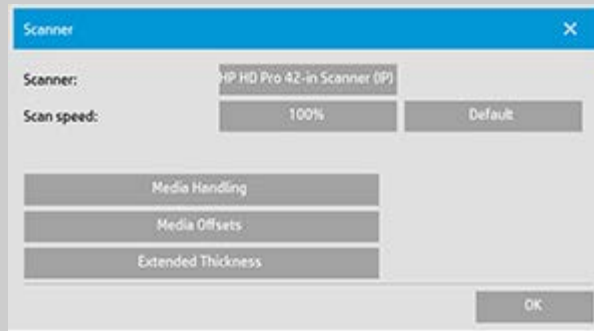 Scanner
Scanner: HP HD Pro 42-in Scanner (IP)
Scan speed: 100% Default
Media Handling
Media Offsets
Extended Thickness
OK